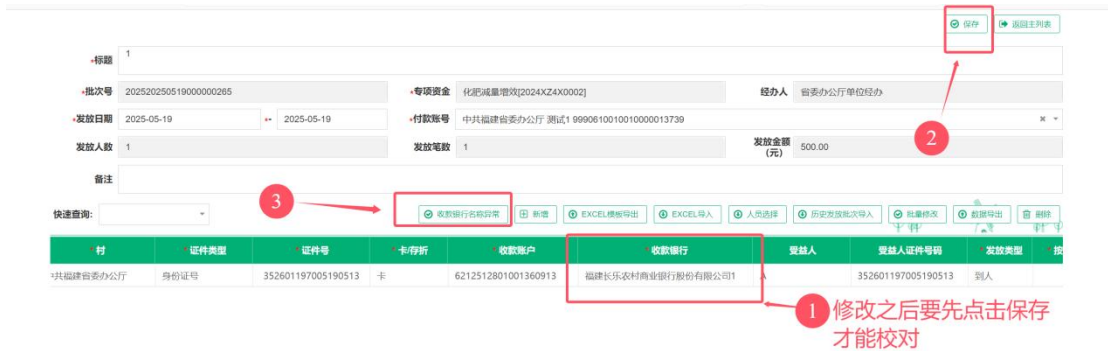 保存 返回主列表
*标题 1
*批次号 202520250519000000265 *专项资金 化肥减量增效[2024XZ4X0002] 经办人 省委办公厅单位经办
*发放日期 2025-05-19 *- 2025-05-19 *付款账号 中共福建省委办公厅 测试1 9990610010010000013739
发放人数 1 发放笔数 1 发放金额(元) 500.00
2
备注
3
快速查询: 收款银行名称异常 新增 EXCEL模板导出 EXCEL导入 人员选择 历史发放批次导入 批量修改 数据导出 删除
*村 *证件类型 *证件号 *卡/存折 *收款账户 *收款银行 受益人 受益人证件号码 *发放类型 *按
共福建省委办公厅 身份证号 352601197005190513 卡 6212512801001360913 福建长乐农村商业银行股份有限公司1 A 352601197005190513 到人
1 修改之后要先点击保存
才能校对